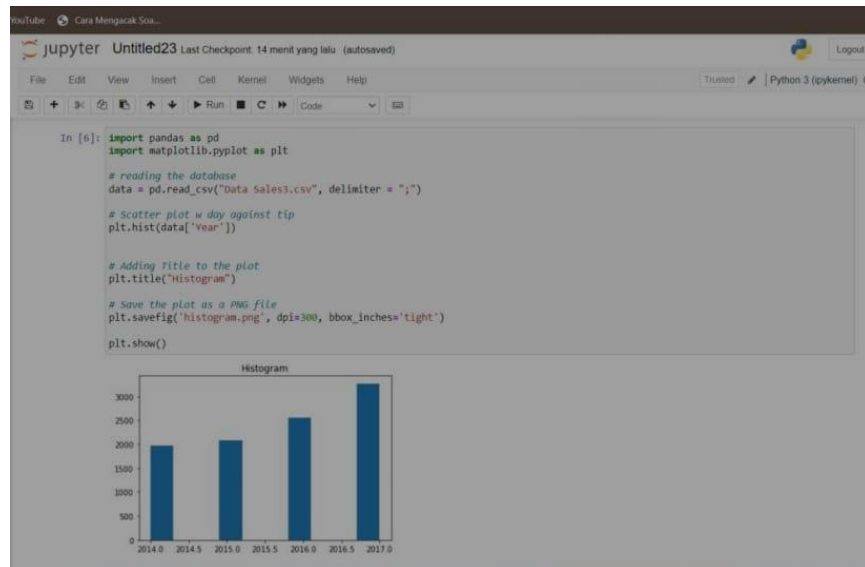 YouTube Cara Mengacak Soa...
jupyter Untitled23 Last Checkpoint: 14 menit yang lalu (autosaved)
Logout
File Edit View Insert Cell Kernel Widgets Help
Trusted Python 3 (ipykernel)
Run Code
In [6]: import pandas as pd
import matplotlib.pyplot as plt
# reading the database
data = pd.read_csv("Data Sales3.csv", delimiter = ";")
# Scatter plot w day against tip
plt.hist(data['Year'])
# Adding Title to the plot
plt.title("Histogram")
# Save the plot as a PNG file
plt.savefig('histogram.png', dpi=300, bbox_inches='tight')
plt.show()
Histogram
3000
2500
2000
1500
1000
500
0
2014.0 2014.5 2015.0 2015.5 2016.0 2016.5 2017.0